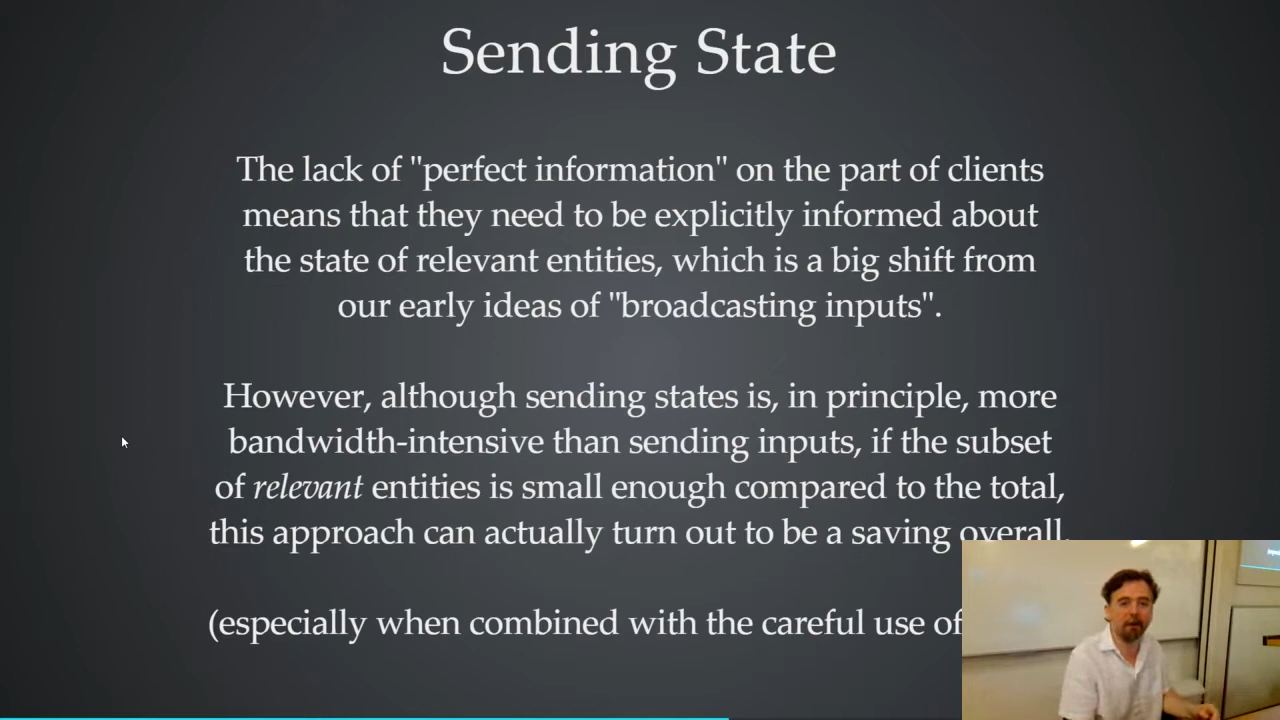 Sending State
The lack of "perfect information" on the part of clients
means that they need to be explicitly informed about
the state of relevant entities, which is a big shift from
our early ideas of "broadcasting inputs".
However, although sending states is, in principle, more
bandwidth-intensive than sending inputs, if the subset
of relevant entities is small enough compared to the total,
this approach can actually turn out to be a saving overall.
(especially when combined with the careful use of